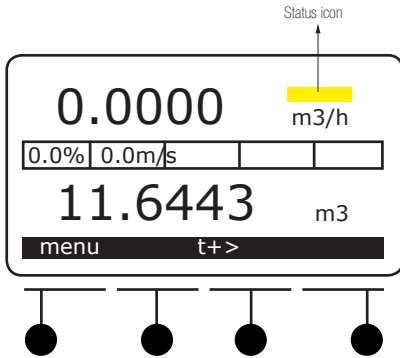 Status icon
0.0000 m3/h
0.0% 0.0m/s
11.6443 m3
menu t+>